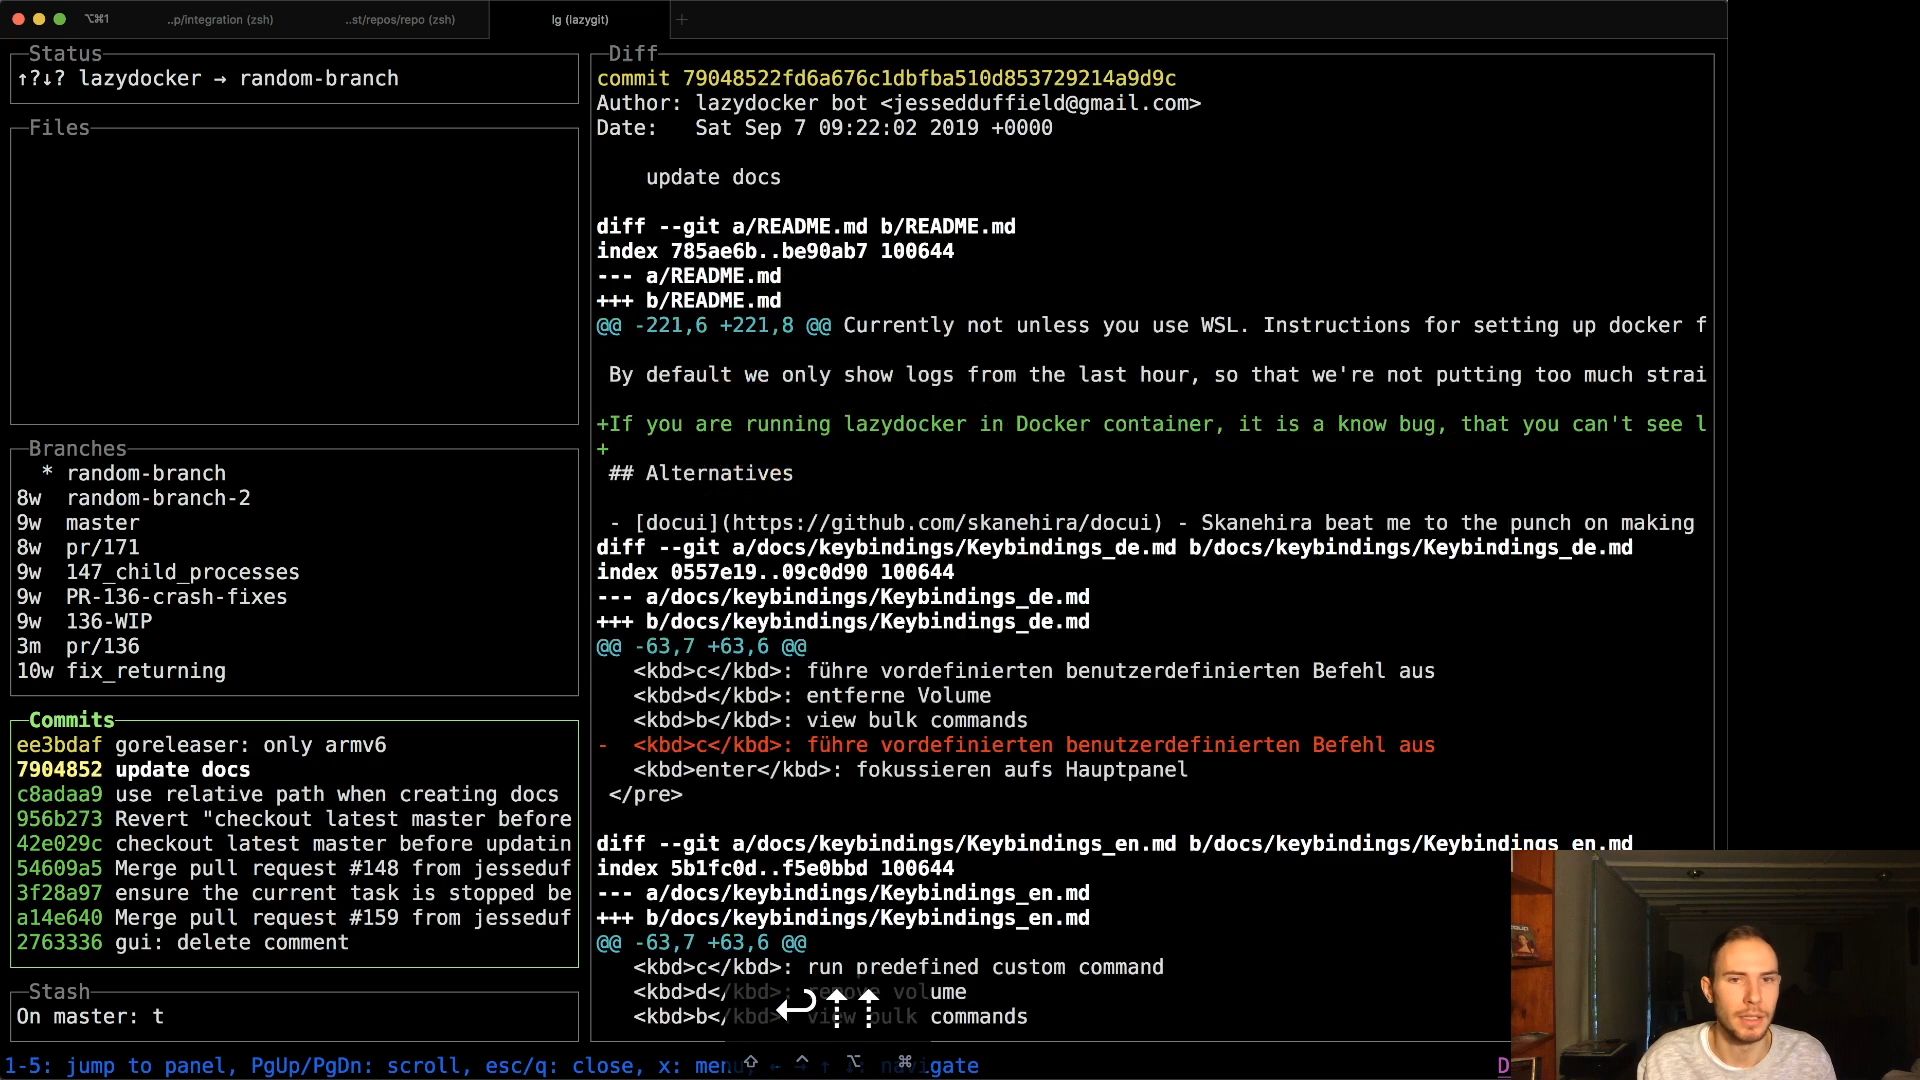 ⌥⌘1
..p/integration (zsh)
..st/repos/repo (zsh)
lg (lazygit)
+
Status
↑?↓? lazydocker → random-branch
Files
Branches
* random-branch
8w random-branch-2
9w master
8w pr/171
9w 147_child_processes
9w PR-136-crash-fixes
9w 136-WIP
3m pr/136
10w fix_returning
Commits
ee3bdaf goreleaser: only armv6
7904852 update docs
c8adaa9 use relative path when creating docs
956b273 Revert "checkout latest master before
42e029c checkout latest master before updatin
54609a5 Merge pull request #148 from jesseduf
3f28a97 ensure the current task is stopped be
a14e640 Merge pull request #159 from jesseduf
2763336 gui: delete comment
Stash
On master: t
Diff
commit 79048522fd6a676c1dbfba510d853729214a9d9c
Author: lazydocker bot <jessedduffield@gmail.com>
Date:   Sat Sep 7 09:22:02 2019 +0000
update docs
diff --git a/README.md b/README.md
index 785ae6b..be90ab7 100644
--- a/README.md
+++ b/README.md
@@ -221,6 +221,8 @@ Currently not unless you use WSL. Instructions for setting up docker f
By default we only show logs from the last hour, so that we're not putting too much strai
+If you are running lazydocker in Docker container, it is a know bug, that you can't see l
+
## Alternatives
- [docui](https://github.com/skanehira/docui) - Skanehira beat me to the punch on making
diff --git a/docs/keybindings/Keybindings_de.md b/docs/keybindings/Keybindings_de.md
index 0557e19..09c0d90 100644
--- a/docs/keybindings/Keybindings_de.md
+++ b/docs/keybindings/Keybindings_de.md
@@ -63,7 +63,6 @@
<kbd>c</kbd>: führe vordefinierten benutzerdefinierten Befehl aus
<kbd>d</kbd>: entferne Volume
<kbd>b</kbd>: view bulk commands
- <kbd>c</kbd>: führe vordefinierten benutzerdefinierten Befehl aus
<kbd>enter</kbd>: fokussieren aufs Hauptpanel
</pre>
diff --git a/docs/keybindings/Keybindings_en.md b/docs/keybindings/Keybindings_en.md
index 5b1fc0d..f5e0bbd 100644
--- a/docs/keybindings/Keybindings_en.md
+++ b/docs/keybindings/Keybindings_en.md
@@ -63,7 +63,6 @@
<kbd>c</kbd>: run predefined custom command
<kbd>d</kbd>: remove volume
<kbd>b</kbd>: view bulk commands
↩⇡⇡
⇧ ^ ⌥ ⌘
1-5: jump to panel, PgUp/PgDn: scroll, esc/q: close, x: menu, ← → ↑ ↓: navigate
D